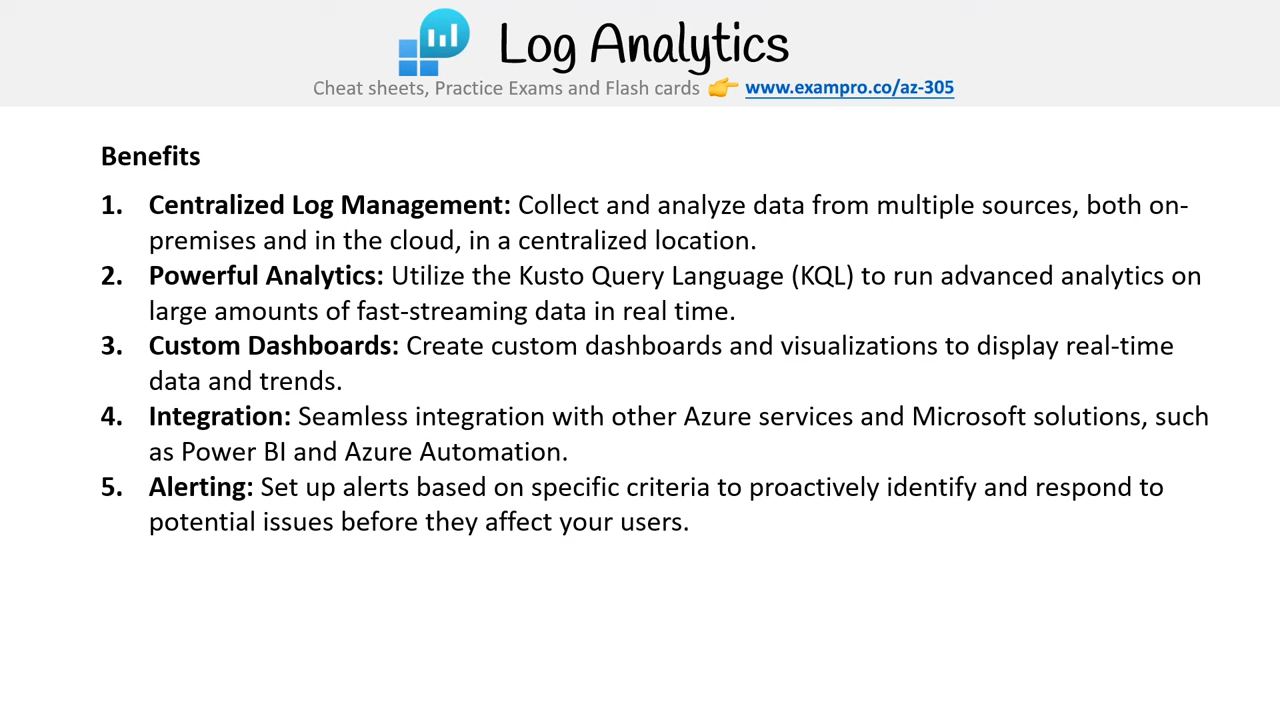 Log Analytics
Cheat sheets, Practice Exams and Flash cards 👉 www.exampro.co/az-305
Benefits
1. Centralized Log Management: Collect and analyze data from multiple sources, both on-
premises and in the cloud, in a centralized location.
2. Powerful Analytics: Utilize the Kusto Query Language (KQL) to run advanced analytics on
large amounts of fast-streaming data in real time.
3. Custom Dashboards: Create custom dashboards and visualizations to display real-time
data and trends.
4. Integration: Seamless integration with other Azure services and Microsoft solutions, such
as Power BI and Azure Automation.
5. Alerting: Set up alerts based on specific criteria to proactively identify and respond to
potential issues before they affect your users.